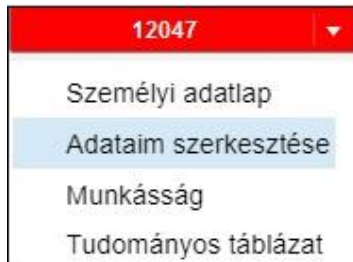 12047
Személyi adatlap
Adataim szerkesztése
Munkásság
Tudományos táblázat